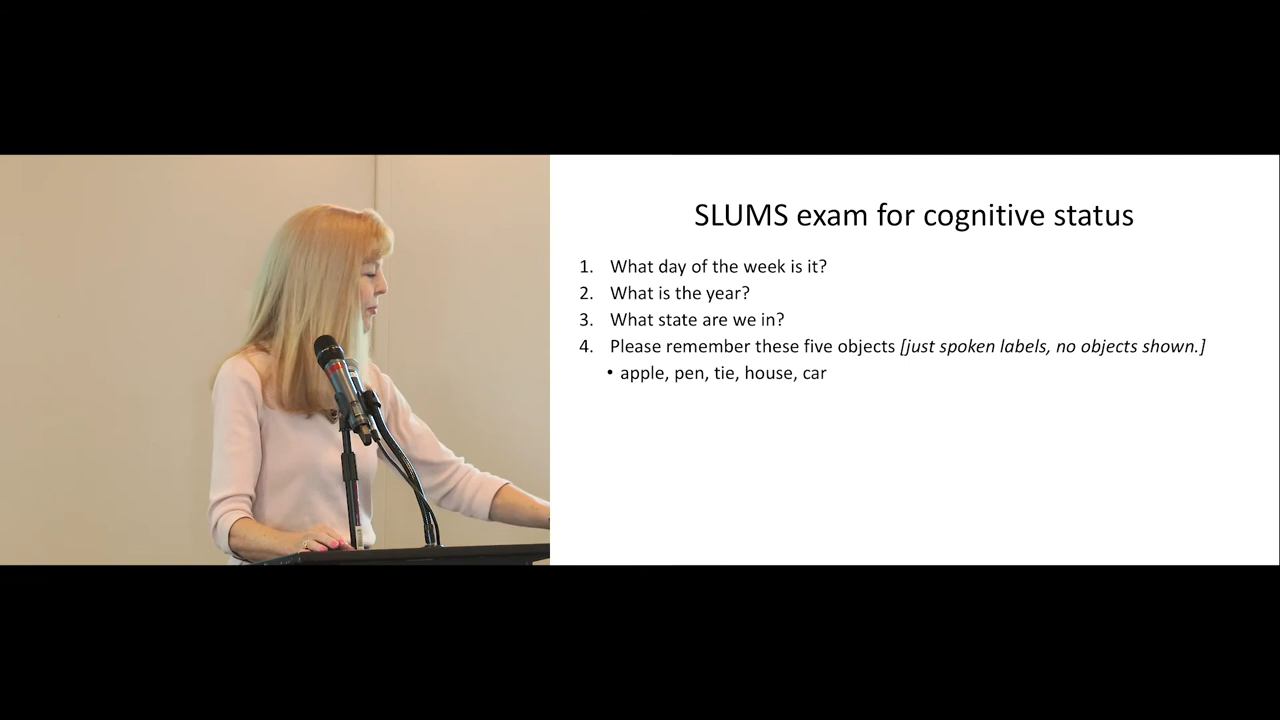 SLUMS exam for cognitive status
1. What day of the week is it?
2. What is the year?
3. What state are we in?
4. Please remember these five objects [just spoken labels, no objects shown.]
• apple, pen, tie, house, car